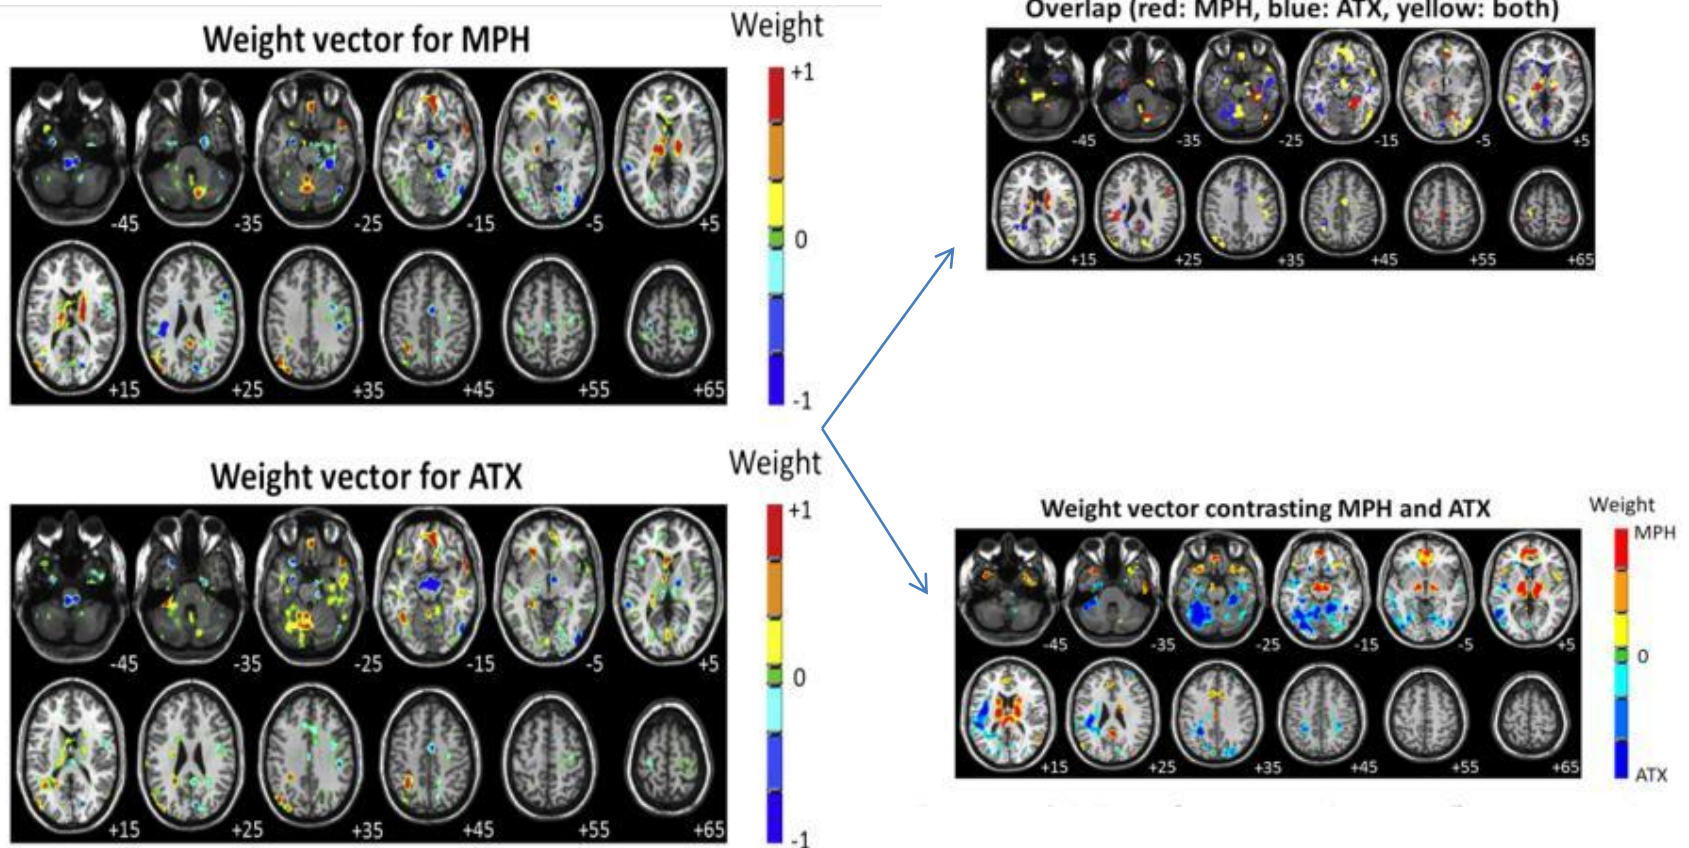 Weight vector for MPH
Weight
+1
0
-1
-45 -35 -25 -15 -5 +5
+15 +25 +35 +45 +55 +65
Weight vector for ATX
Weight
+1
0
-1
-45 -35 -25 -15 -5 +5
+15 +25 +35 +45 +55 +65
Overlap (red: MPH, blue: ATX, yellow: both)
-45 -35 -25 -15 -5 +5
+15 +25 +35 +45 +55 +65
Weight vector contrasting MPH and ATX
Weight
MPH
0
ATX
-45 -35 -25 -15 -5 +5
+15 +25 +35 +45 +55 +65